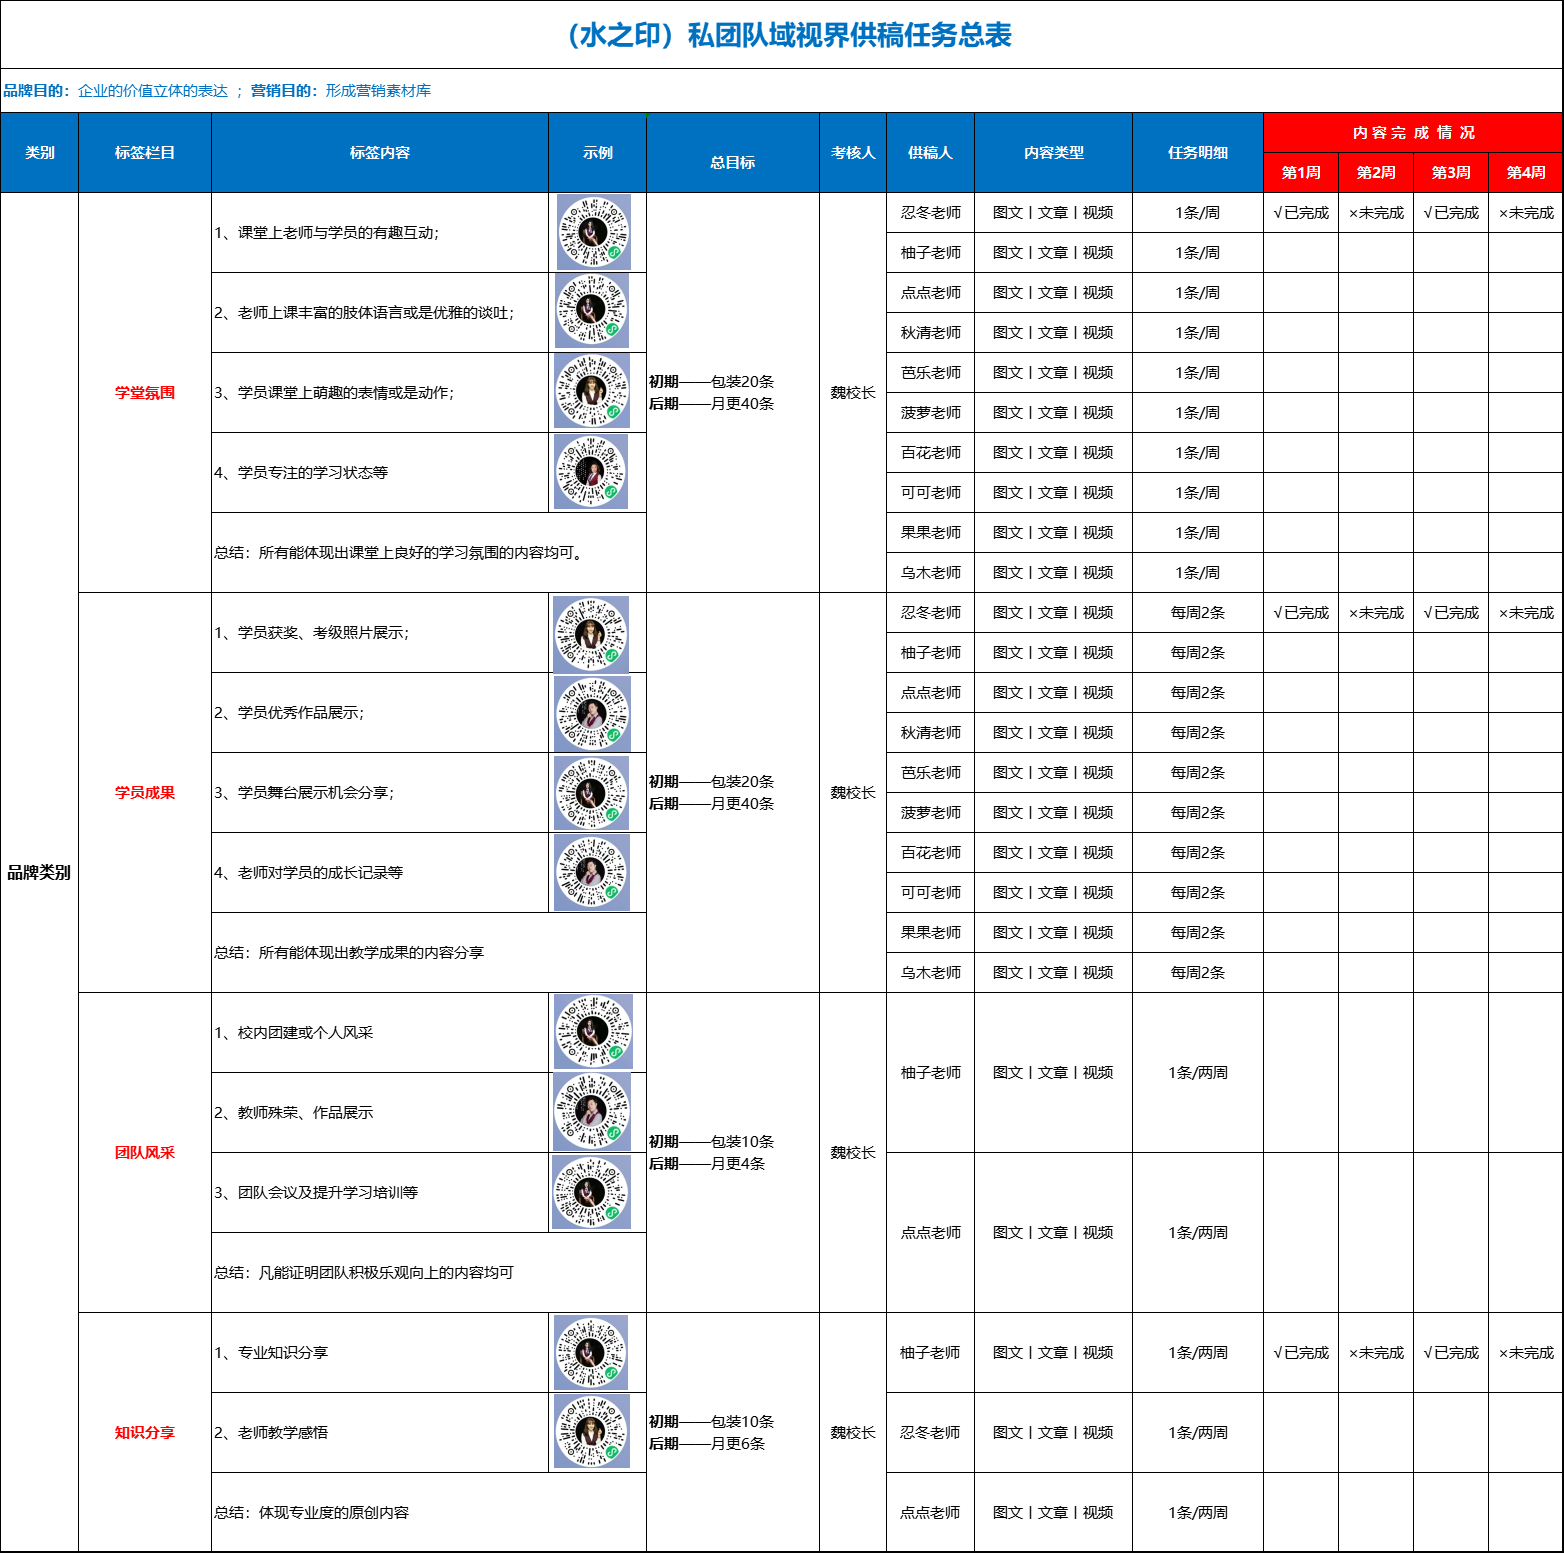 （水之印）私团队域视界供稿任务总表
品牌目的：企业的价值立体的表达 ；营销目的：形成营销素材库
类别 标签栏目 标签内容 示例 总目标 考核人 供稿人 内容类型 任务明细 内 容 完 成 情 况
第1周 第2周 第3周 第4周
品牌类别
学堂氛围
1、课堂上老师与学员的有趣互动；
2、老师上课丰富的肢体语言或是优雅的谈吐；
3、学员课堂上萌趣的表情或是动作；
4、学员专注的学习状态等
总结：所有能体现出课堂上良好的学习氛围的内容均可。
初期——包装20条
后期——月更40条
魏校长
忍冬老师 图文丨文章丨视频 1条/周 √已完成 ×未完成 √已完成 ×未完成
柚子老师 图文丨文章丨视频 1条/周
点点老师 图文丨文章丨视频 1条/周
秋清老师 图文丨文章丨视频 1条/周
芭乐老师 图文丨文章丨视频 1条/周
菠萝老师 图文丨文章丨视频 1条/周
百花老师 图文丨文章丨视频 1条/周
可可老师 图文丨文章丨视频 1条/周
果果老师 图文丨文章丨视频 1条/周
乌木老师 图文丨文章丨视频 1条/周
学员成果
1、学员获奖、考级照片展示；
2、学员优秀作品展示；
3、学员舞台展示机会分享；
4、老师对学员的成长记录等
总结：所有能体现出教学成果的内容分享
初期——包装20条
后期——月更40条
魏校长
忍冬老师 图文丨文章丨视频 每周2条 √已完成 ×未完成 √已完成 ×未完成
柚子老师 图文丨文章丨视频 每周2条
点点老师 图文丨文章丨视频 每周2条
秋清老师 图文丨文章丨视频 每周2条
芭乐老师 图文丨文章丨视频 每周2条
菠萝老师 图文丨文章丨视频 每周2条
百花老师 图文丨文章丨视频 每周2条
可可老师 图文丨文章丨视频 每周2条
果果老师 图文丨文章丨视频 每周2条
乌木老师 图文丨文章丨视频 每周2条
团队风采
1、校内团建或个人风采
2、教师殊荣、作品展示
3、团队会议及提升学习培训等
总结：凡能证明团队积极乐观向上的内容均可
初期——包装10条
后期——月更4条
魏校长
柚子老师 图文丨文章丨视频 1条/两周
点点老师 图文丨文章丨视频 1条/两周
知识分享
1、专业知识分享
2、老师教学感悟
总结：体现专业度的原创内容
初期——包装10条
后期——月更6条
魏校长
柚子老师 图文丨文章丨视频 1条/两周 √已完成 ×未完成 √已完成 ×未完成
忍冬老师 图文丨文章丨视频 1条/两周
点点老师 图文丨文章丨视频 1条/两周